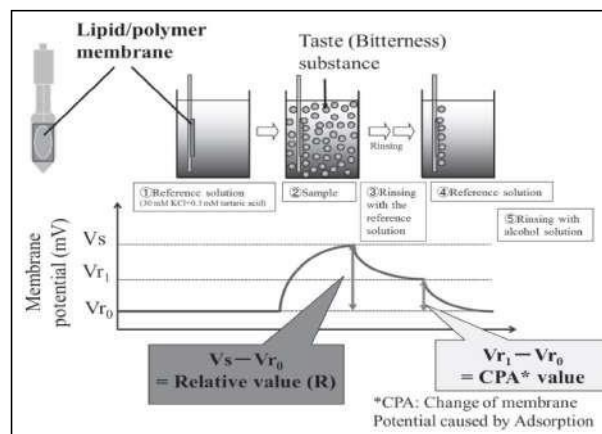 Lipid/polymer
membrane
Taste (Bitterness)
substance
Rinsing
①Reference solution
(30 mM KCl+0.3 mM tartaric acid)
②Sample
③Rinsing
with the
reference
solution
④Reference solution
⑤Rinsing with
alcohol solution
Membrane
potential (mV)
Vs
Vr₁
Vr₀
Vs－Vr₀
= Relative value (R)
Vr₁－Vr₀
= CPA* value
*CPA: Change of membrane
Potential caused by Adsorption